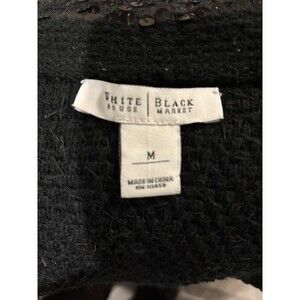 WHITE | BLACK
HOUSE | MARKET
M
MADE IN CHINA